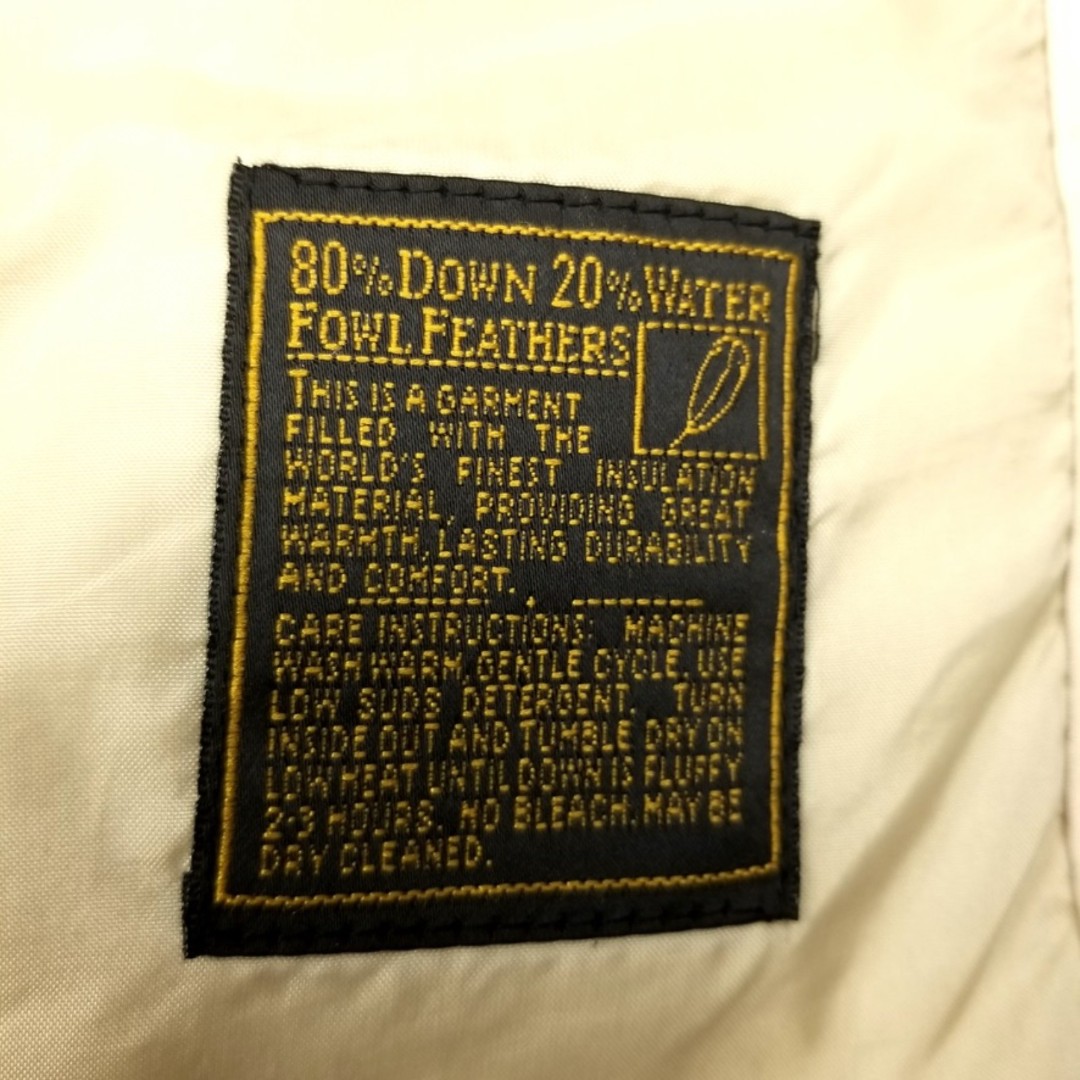 80% DOWN 20% WATER
FOWL FEATHERS
THIS IS A GARMENT
FILLED WITH THE
WORLD'S FINEST INSULATION
MATERIAL, PROVIDING GREAT
WARMTH, LASTING DURABILITY
AND COMFORT.
CARE INSTRUCTIONS: MACHINE
WASH WARM, GENTLE CYCLE, USE
LOW SUDS DETERGENT. TURN
INSIDE OUT AND TUMBLE DRY ON
LOW HEAT UNTIL DOWN IS FLUFFY
2-3 HOURS. NO BLEACH. MAY BE
DRY CLEANED.